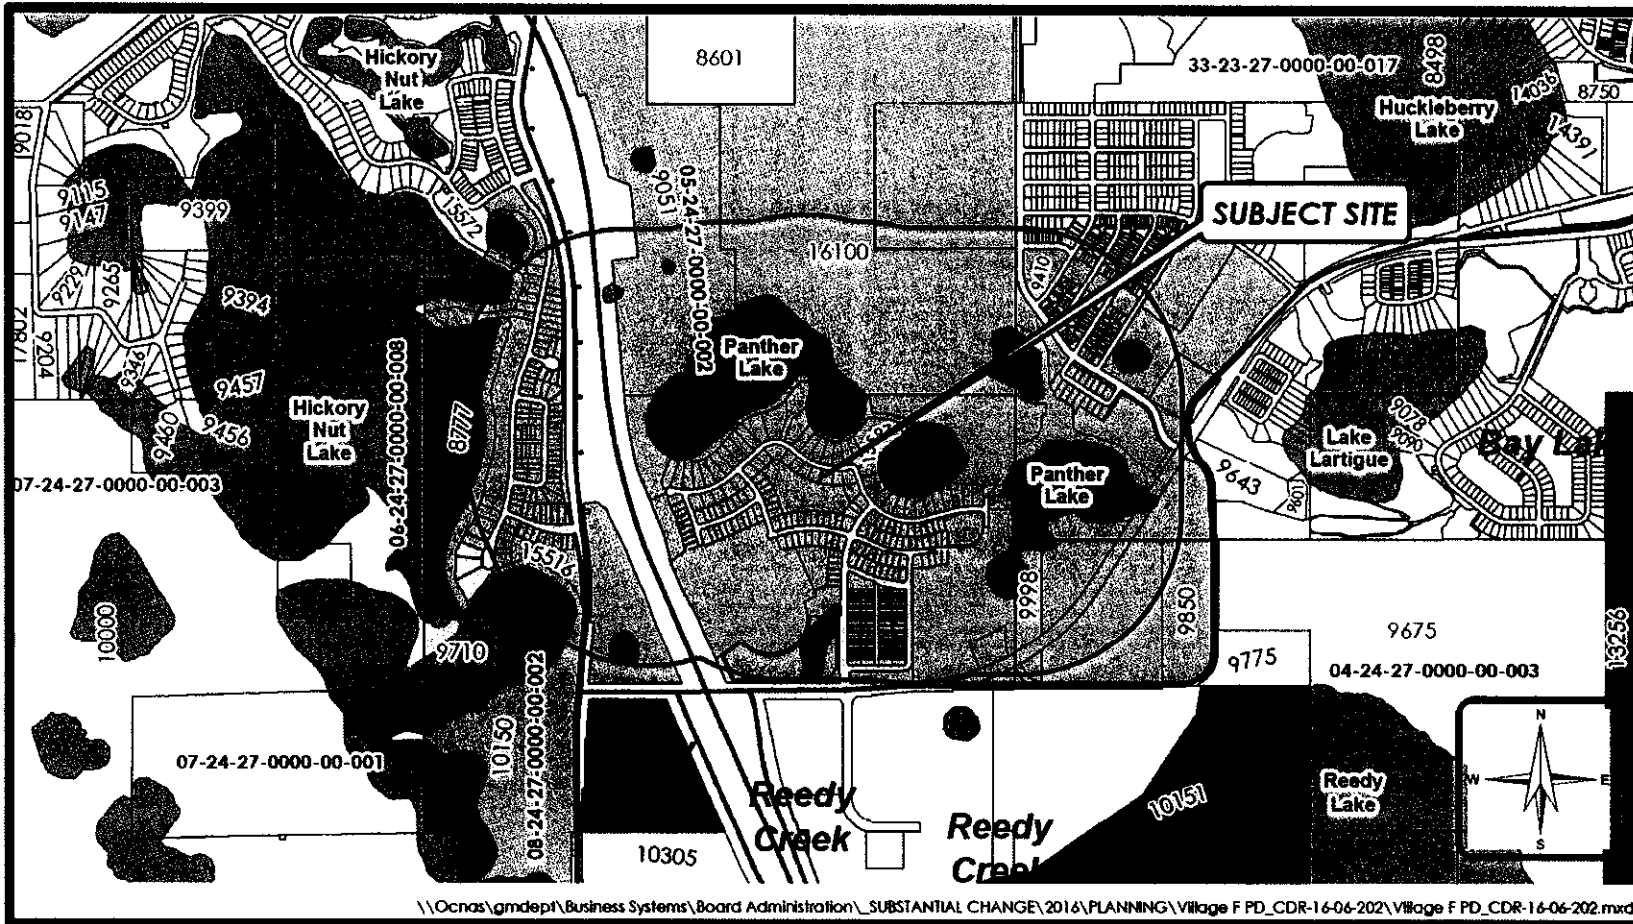 8601
Hickory
Nut
Lake
33-23-27-0000-00-017
8498
14036
8750
Huckleberry
Lake
14397
9018
9115
9147
9399
15572
9051
05-24-27-0000-00-002
SUBJECT SITE
16100
9410
9229
9265
9394
17802
9204
9346
9457
9460
9456
Hickory
Nut
Lake
06-24-27-0000-00-008
8777
Panther
Lake
9078
9090
Lake
Lartigue
Bay Lak
07-24-27-0000-00-003
Panther
Lake
9643
9601
15516
10000
9710
9998
9850
9675
13256
9775
04-24-27-0000-00-003
07-24-27-0000-00-001
10150
08-24-27-0000-00-002
Reedy
Creek
Reedy
Creek
10151
Reedy
Lake
10305
N
W
E
S
\\Ocnas\gmdept\Business Systems\Board Administration\_SUBSTANTIAL CHANGE\2016\PLANNING\Village F PD_CDR-16-06-202\Village F PD_CDR-16-06-202.mxd